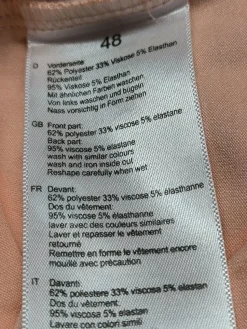 48
D Vorderseite
62% Polyester 33% Viskose 5% Elasthan
Rückenteil
95% Viskose 5% Elasthan
Mit ähnlichen Farben waschen
Von links waschen und bügeln
Nass vorsichtig in Form ziehen
GB Front part:
62% polyester 33% viscose 5% elastane
Back part:
95% viscose 5% elastane
wash with similar colours
wash and iron inside out
Reshape carefully when wet
FR Devant:
62% polyester 33% viscose 5% élasthanne
Dos du vêtement:
95% viscose 5% élasthanne
laver avec des couleurs similaires
Laver et repasser le vêtement
retourné
Remettre en forme le vêtement encore
mouillé avec précaution
IT Davanti:
62% poliestere 33% viscosa 5% elastan
Dos du vêtement:
95% viscosa 5% elastan
Lavare con colori simil